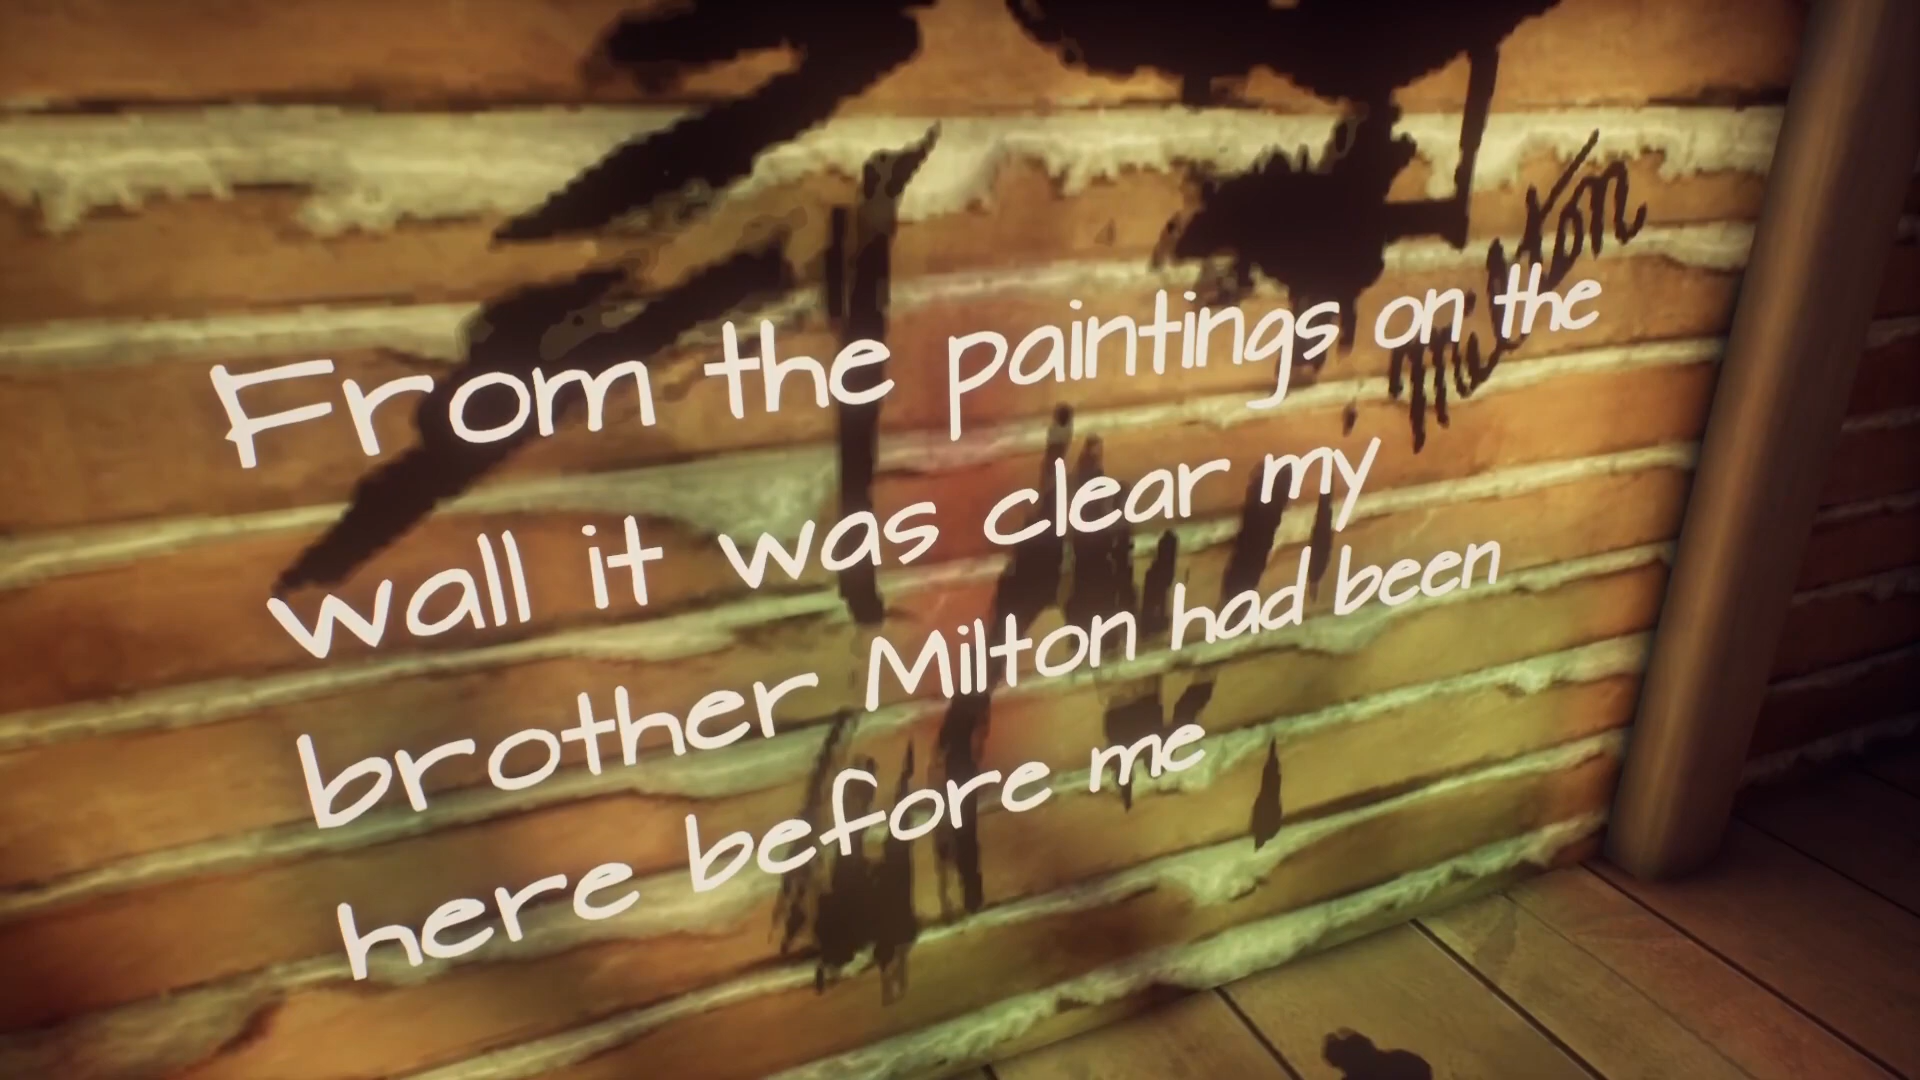 Milton
From the paintings on the
wall it was clear my
brother Milton had been
here before me